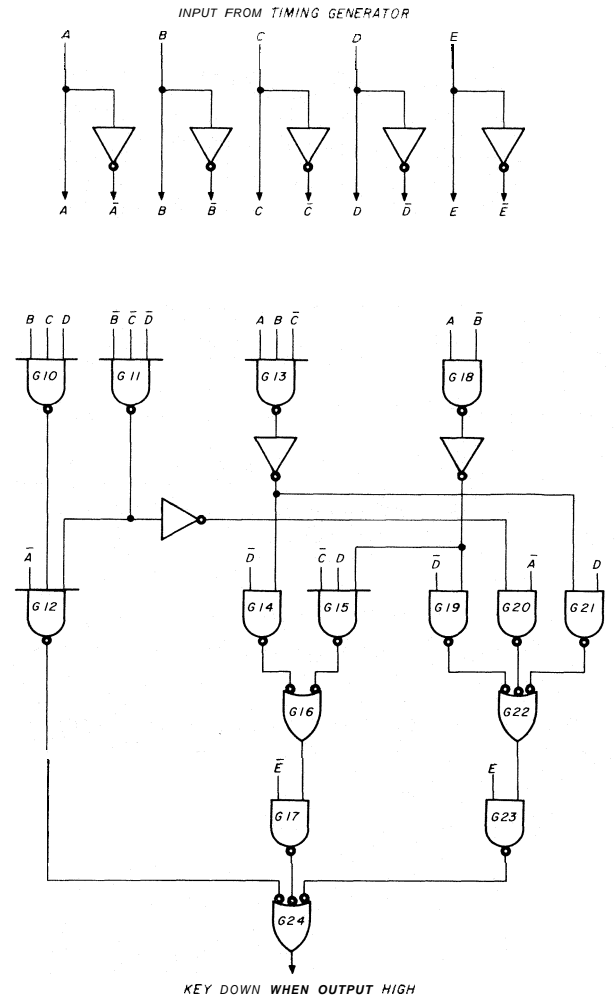 INPUT FROM TIMING GENERATOR
A B C D E
A A̅ B B̅ C C̅ D D̅ E E̅
B C D B̅ C̅ D̅ A B C̅ A B̅
G10 G11 G13 G18
A̅ D̅ C̅ D D̅ A̅ D
G12 G14 G15 G19 G20 G21
G16 G22
E̅ E
G17 G23
G24
KEY DOWN WHEN OUTPUT HIGH